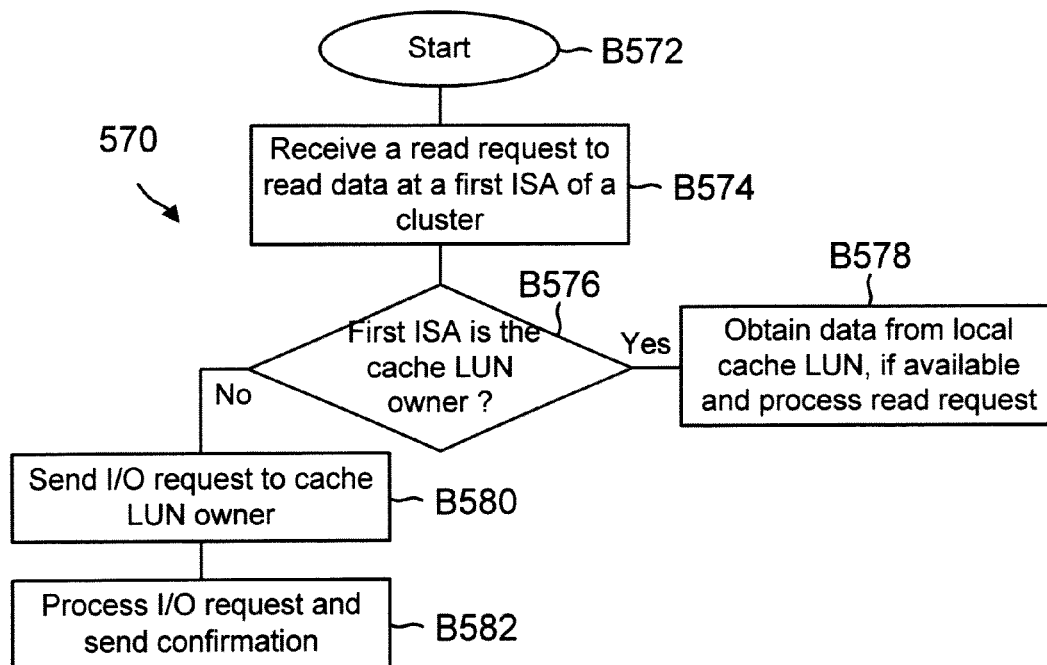 Start
B572
570
Receive a read request to
read data at a first ISA of a
cluster
B574
B576
First ISA is the
cache LUN
owner ?
Yes
No
B578
Obtain data from local
cache LUN, if available
and process read request
Send I/O request to cache
LUN owner
B580
Process I/O request and
send confirmation
B582